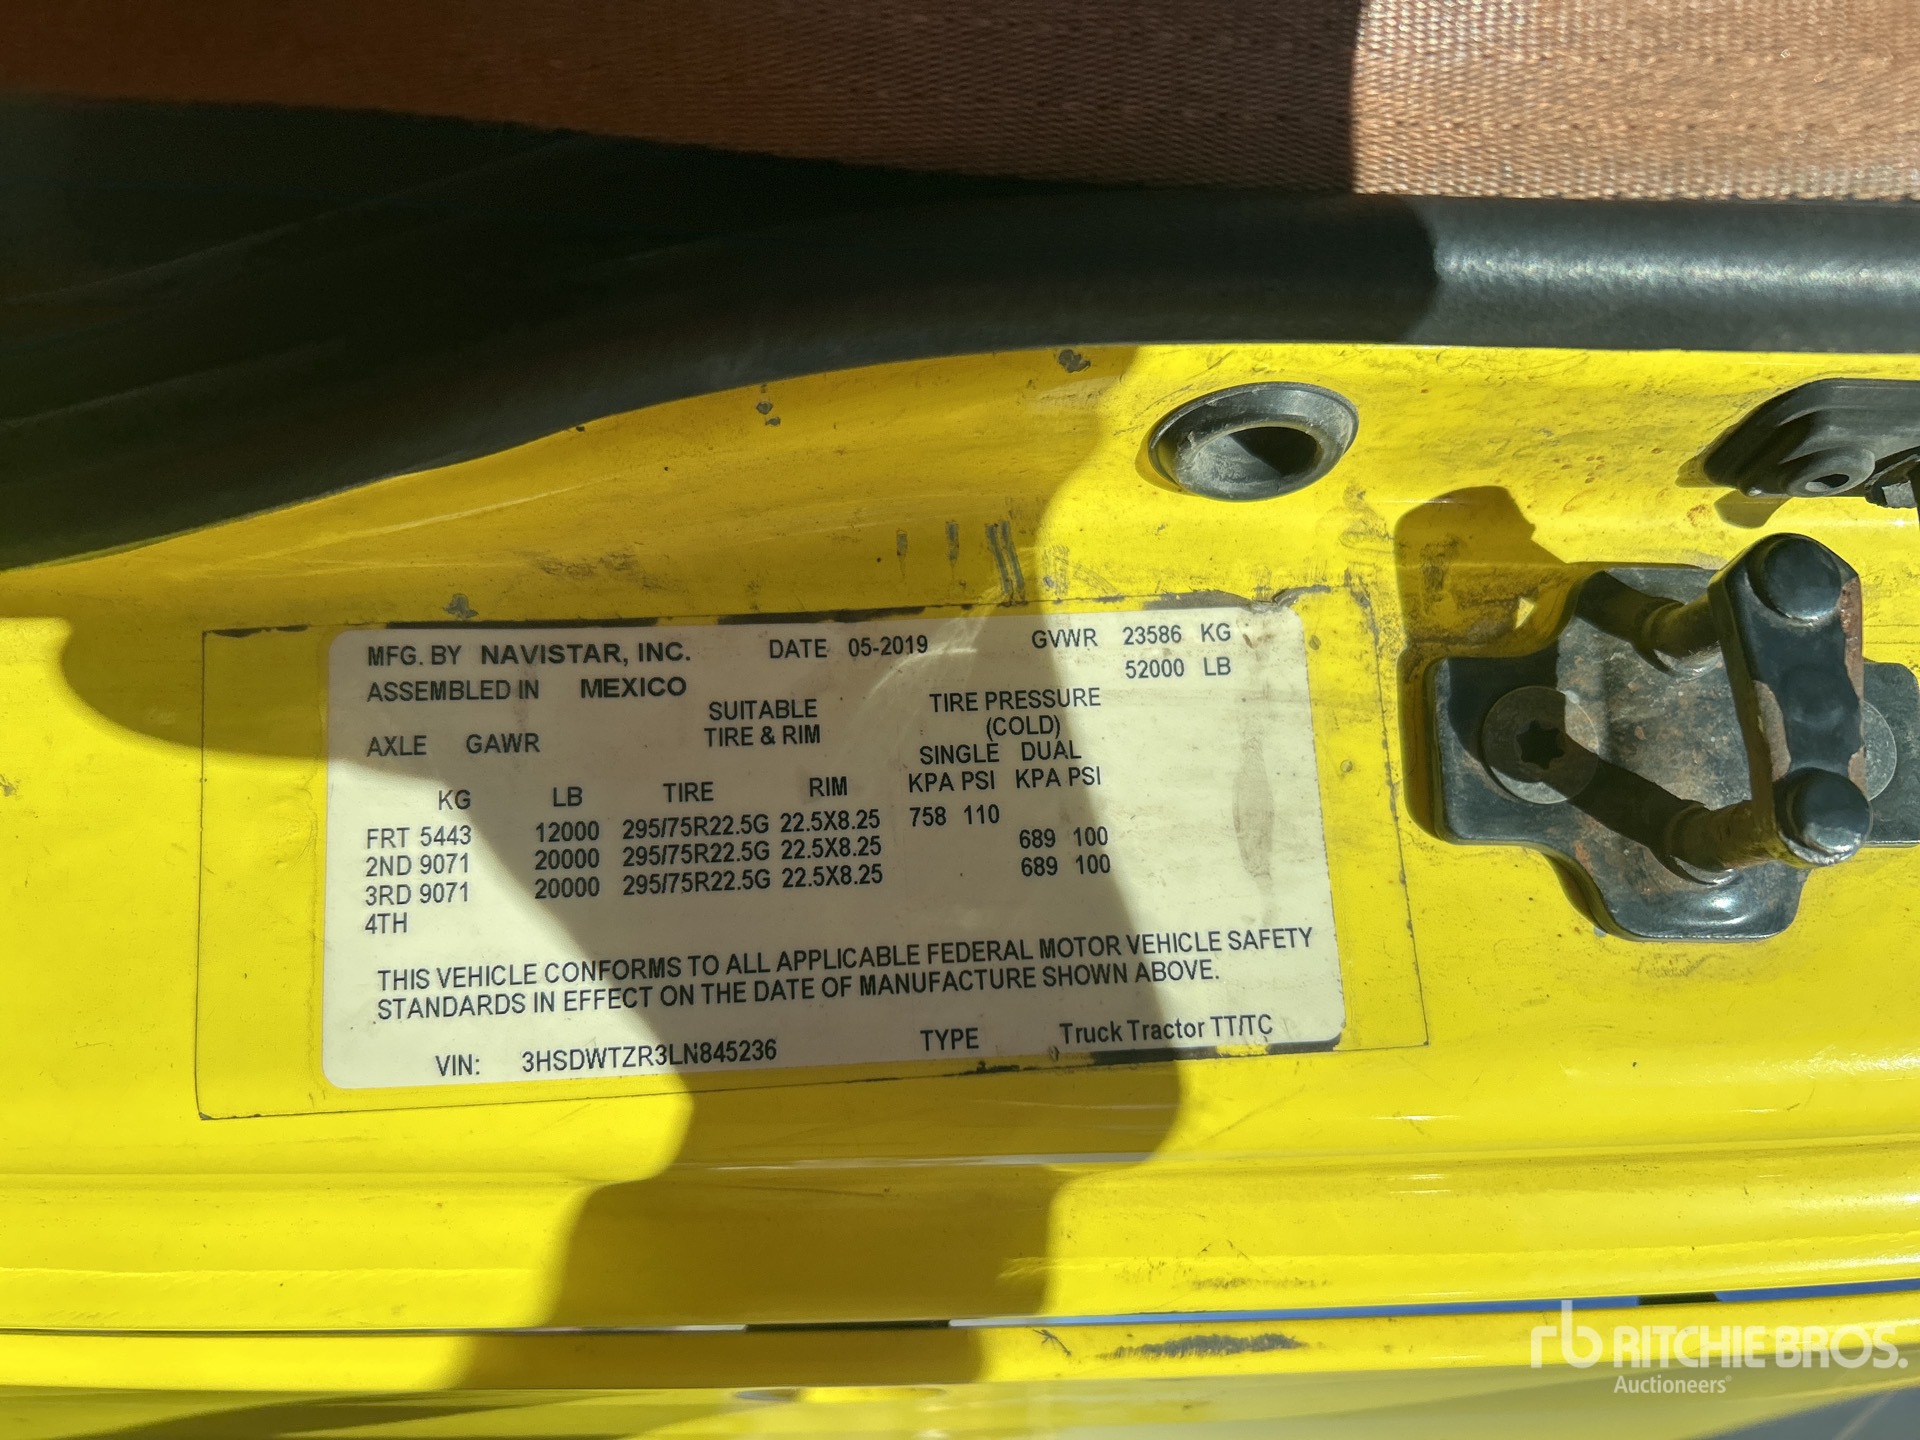 MFG. BY NAVISTAR, INC. DATE 05-2019 GVWR 23586 KG
ASSEMBLED IN MEXICO 52000 LB
SUITABLE TIRE PRESSURE
TIRE & RIM (COLD)
AXLE GAWR SINGLE DUAL
KG LB TIRE RIM KPA PSI KPA PSI
FRT 5443 12000 295/75R22.5G 22.5X8.25 758 110
2ND 9071 20000 295/75R22.5G 22.5X8.25 689 100
3RD 9071 20000 295/75R22.5G 22.5X8.25 689 100
4TH
THIS VEHICLE CONFORMS TO ALL APPLICABLE FEDERAL MOTOR VEHICLE SAFETY
STANDARDS IN EFFECT ON THE DATE OF MANUFACTURE SHOWN ABOVE.
VIN: 3HSDWTZR3LN845236 TYPE Truck Tractor TT/TC
rb RITCHIE BROS.
Auctioneers